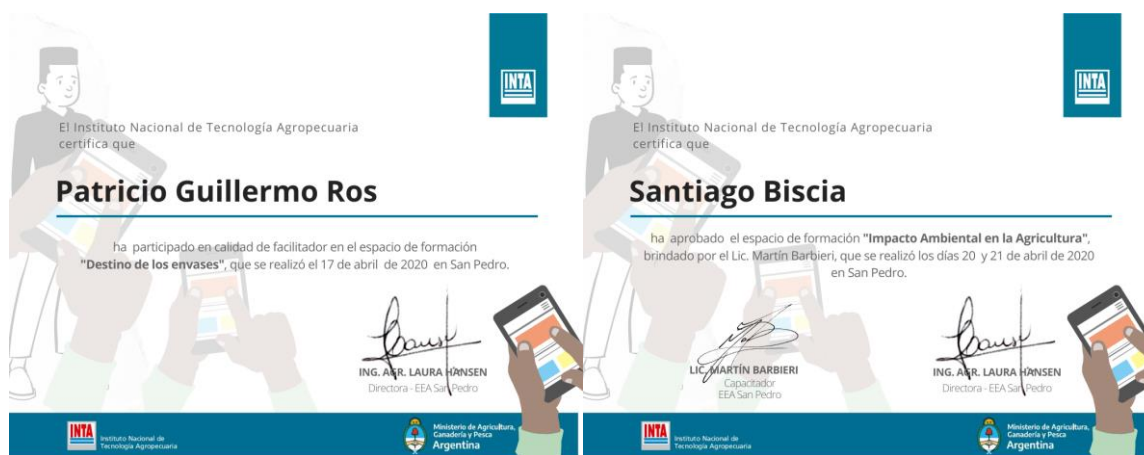 INTA
El Instituto Nacional de Tecnología Agropecuaria
certifica que
Patricio Guillermo Ros
ha participado en calidad de facilitador en el espacio de formación
"Destino de los envases", que se realizó el 17 de abril de 2020 en San Pedro.
ING. AGR. LAURA HANSEN
Directora - EEA San Pedro
INTA
Instituto Nacional de
Tecnología Agropecuaria
Ministerio de Agricultura,
Ganadería y Pesca
Argentina
INTA
El Instituto Nacional de Tecnología Agropecuaria
certifica que
Santiago Biscia
ha aprobado el espacio de formación "Impacto Ambiental en la Agricultura",
brindado por el Lic. Martín Barbieri, que se realizó los días 20 y 21 de abril de 2020
en San Pedro.
LIC. MARTÍN BARBIERI
Capacitador
EEA San Pedro
ING. AGR. LAURA HANSEN
Directora - EEA San Pedro
INTA
Instituto Nacional de
Tecnología Agropecuaria
Ministerio de Agricultura,
Ganadería y Pesca
Argentina